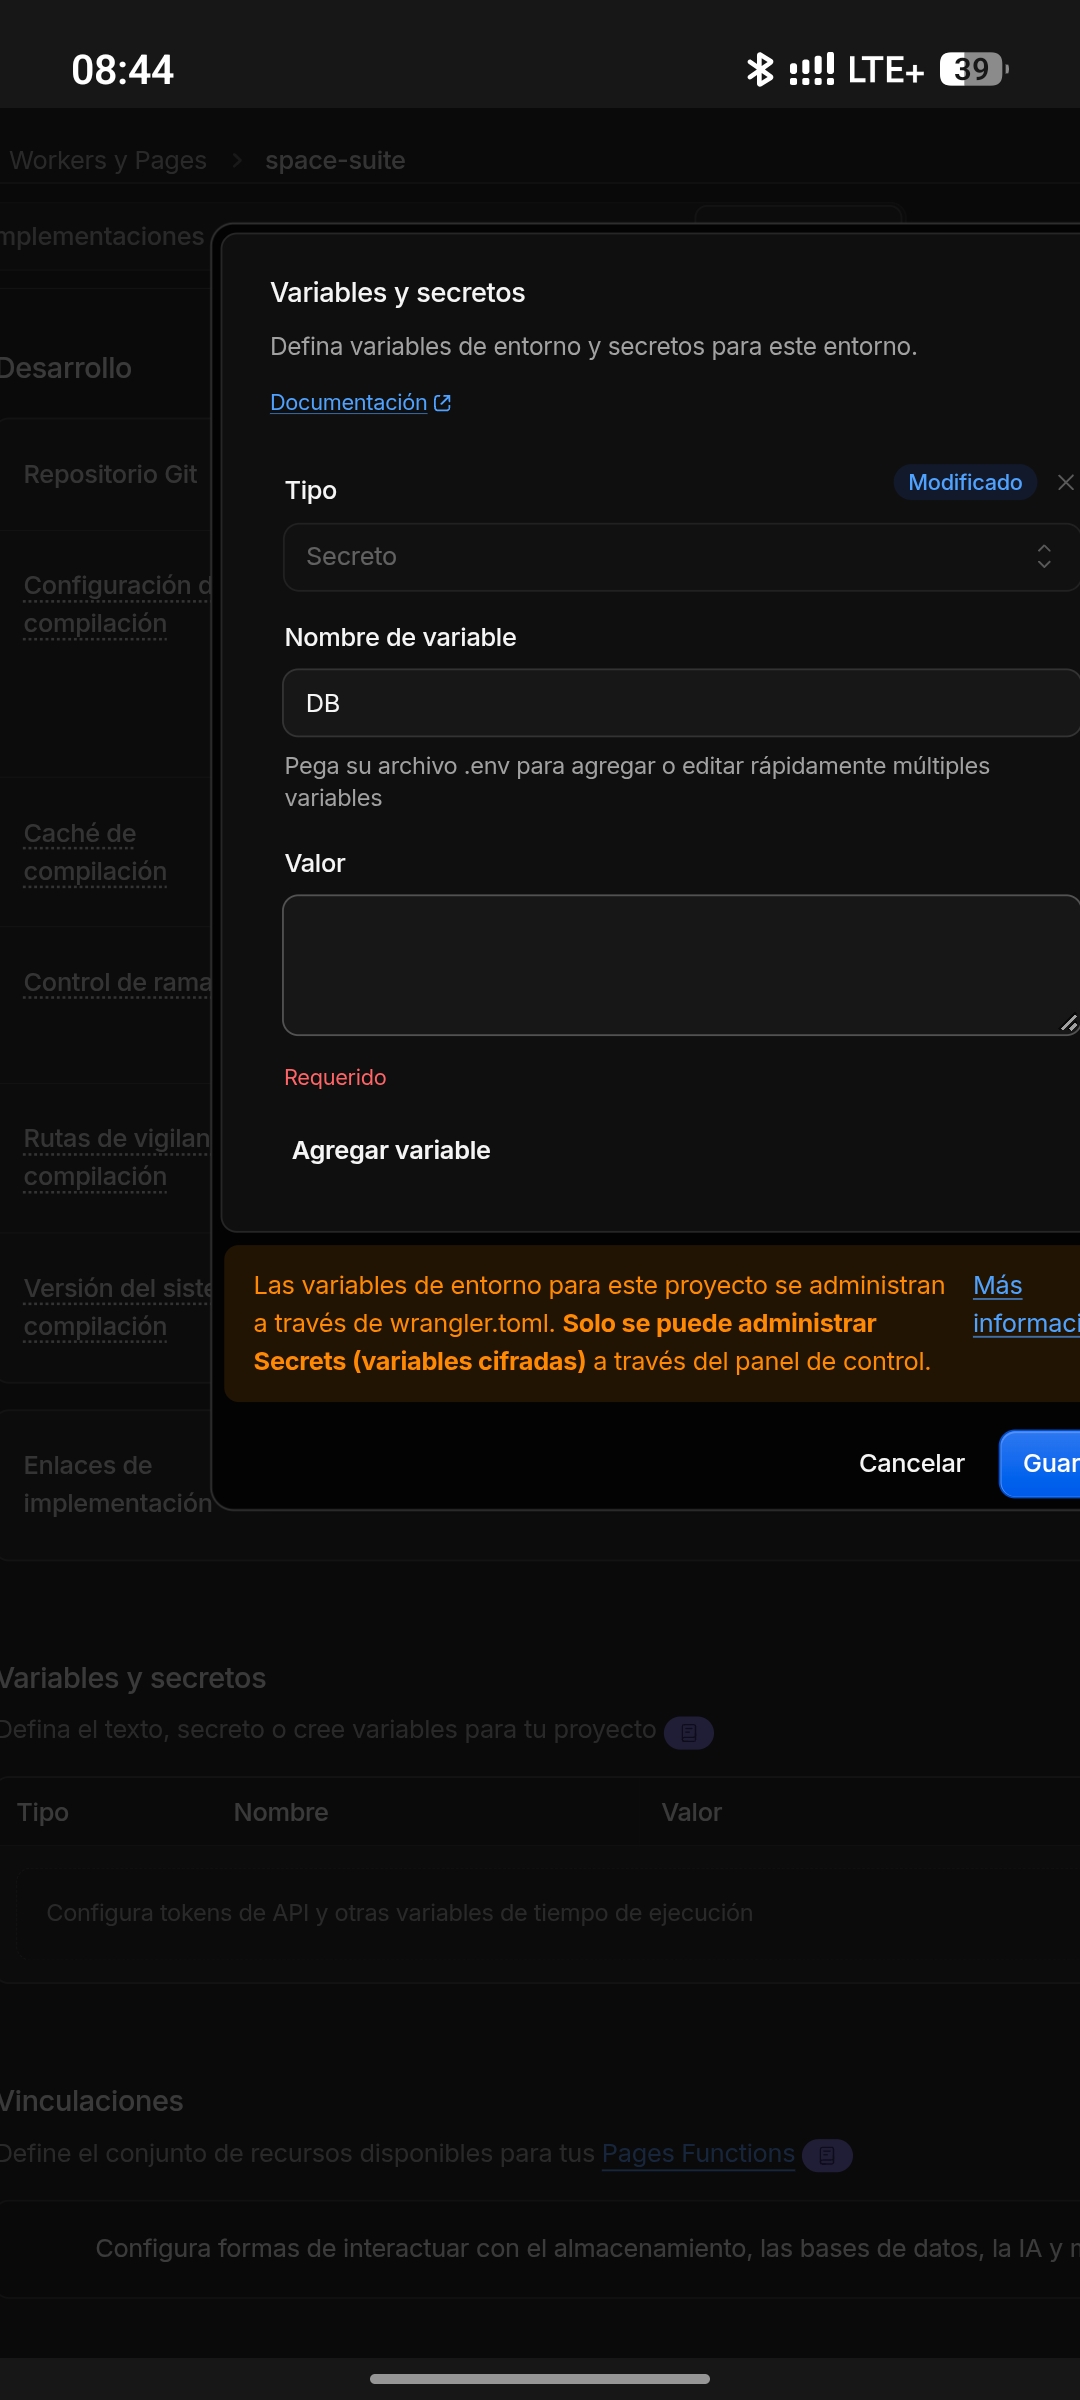 08:44
LTE+
39
Workers y Pages
space-suite
mplementaciones
Variables y secretos
Defina variables de entorno y secretos para este entorno.
Desarrollo
Documentación
Repositorio Git
Tipo
Modificado
Secreto
Configuración d
compilación
Nombre de variable
DB
Pega su archivo .env para agregar o editar rápidamente múltiples
variables
Caché de
compilación
Valor
Control de rama
Requerido
Rutas de vigilan
compilación
Agregar variable
Versión del siste
compilación
Las variables de entorno para este proyecto se administran
a través de wrangler.toml. Solo se puede administrar
Secrets (variables cifradas) a través del panel de control.
Más
informaci
Enlaces de
implementación
Cancelar
Guar
Variables y secretos
Defina el texto, secreto o cree variables para tu proyecto
Tipo
Nombre
Valor
Configura tokens de API y otras variables de tiempo de ejecución
Vinculaciones
Define el conjunto de recursos disponibles para tus Pages Functions
Configura formas de interactuar con el almacenamiento, las bases de datos, la IA y